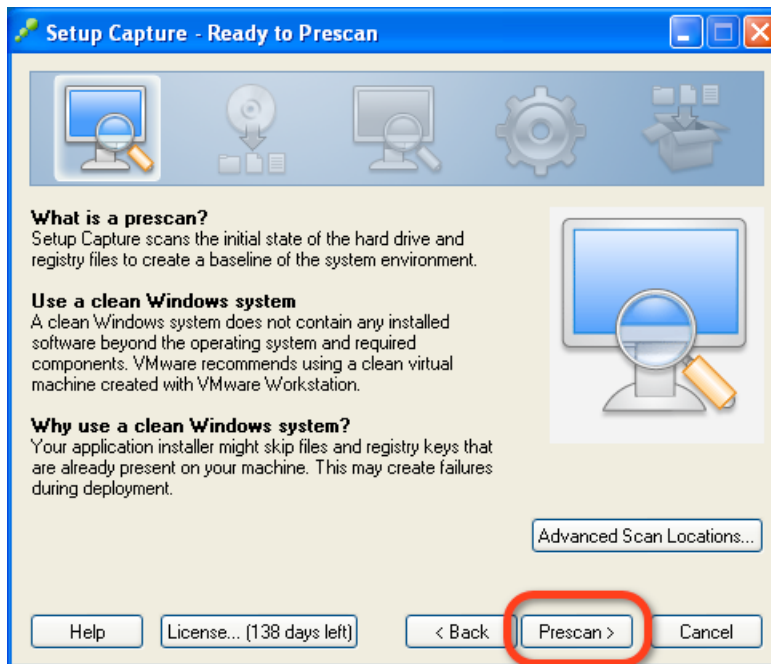 Setup Capture - Ready to Prescan
What is a prescan?
Setup Capture scans the initial state of the hard drive and
registry files to create a baseline of the system environment.
Use a clean Windows system
A clean Windows system does not contain any installed
software beyond the operating system and required
components. VMware recommends using a clean virtual
machine created with VMware Workstation.
Why use a clean Windows system?
Your application installer might skip files and registry keys that
are already present on your machine. This may create failures
during deployment.
Advanced Scan Locations...
Help
License... (138 days left)
< Back
Prescan >
Cancel